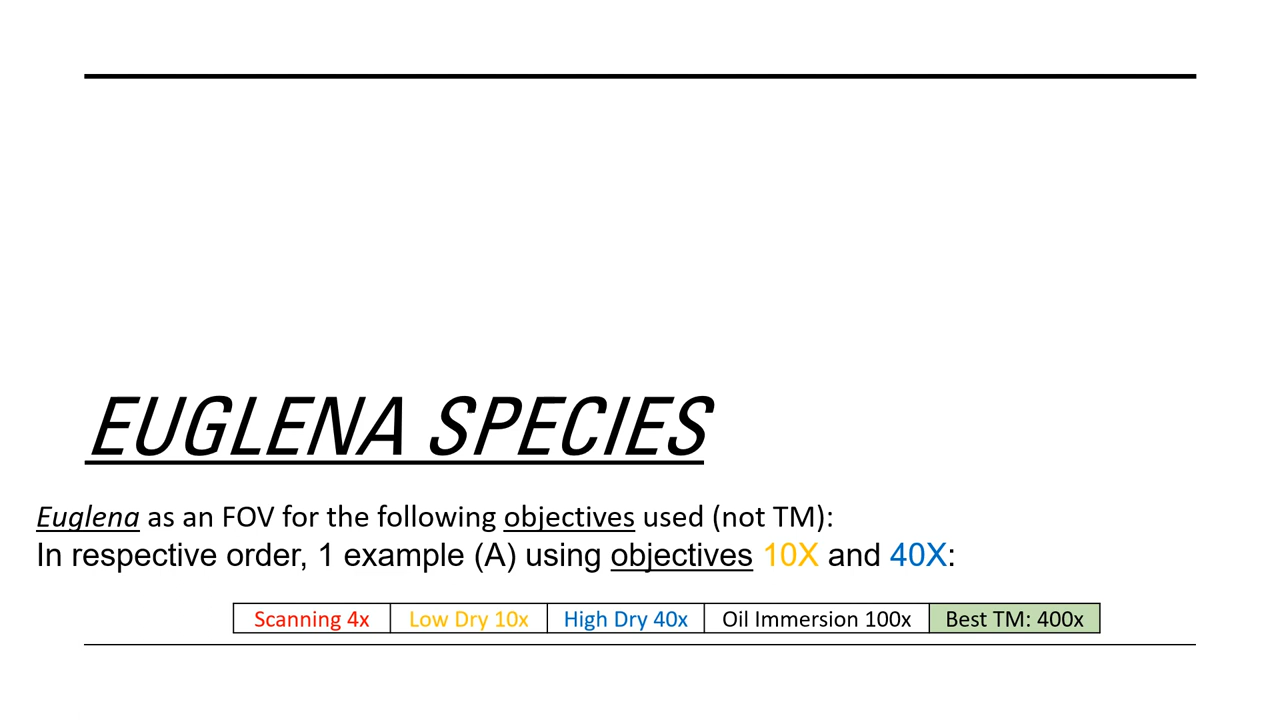 EUGLENA SPECIES
Euglena as an FOV for the following objectives used (not TM):
In respective order, 1 example (A) using objectives 10X and 40X:
Scanning 4x Low Dry 10x High Dry 40x Oil Immersion 100x Best TM: 400x